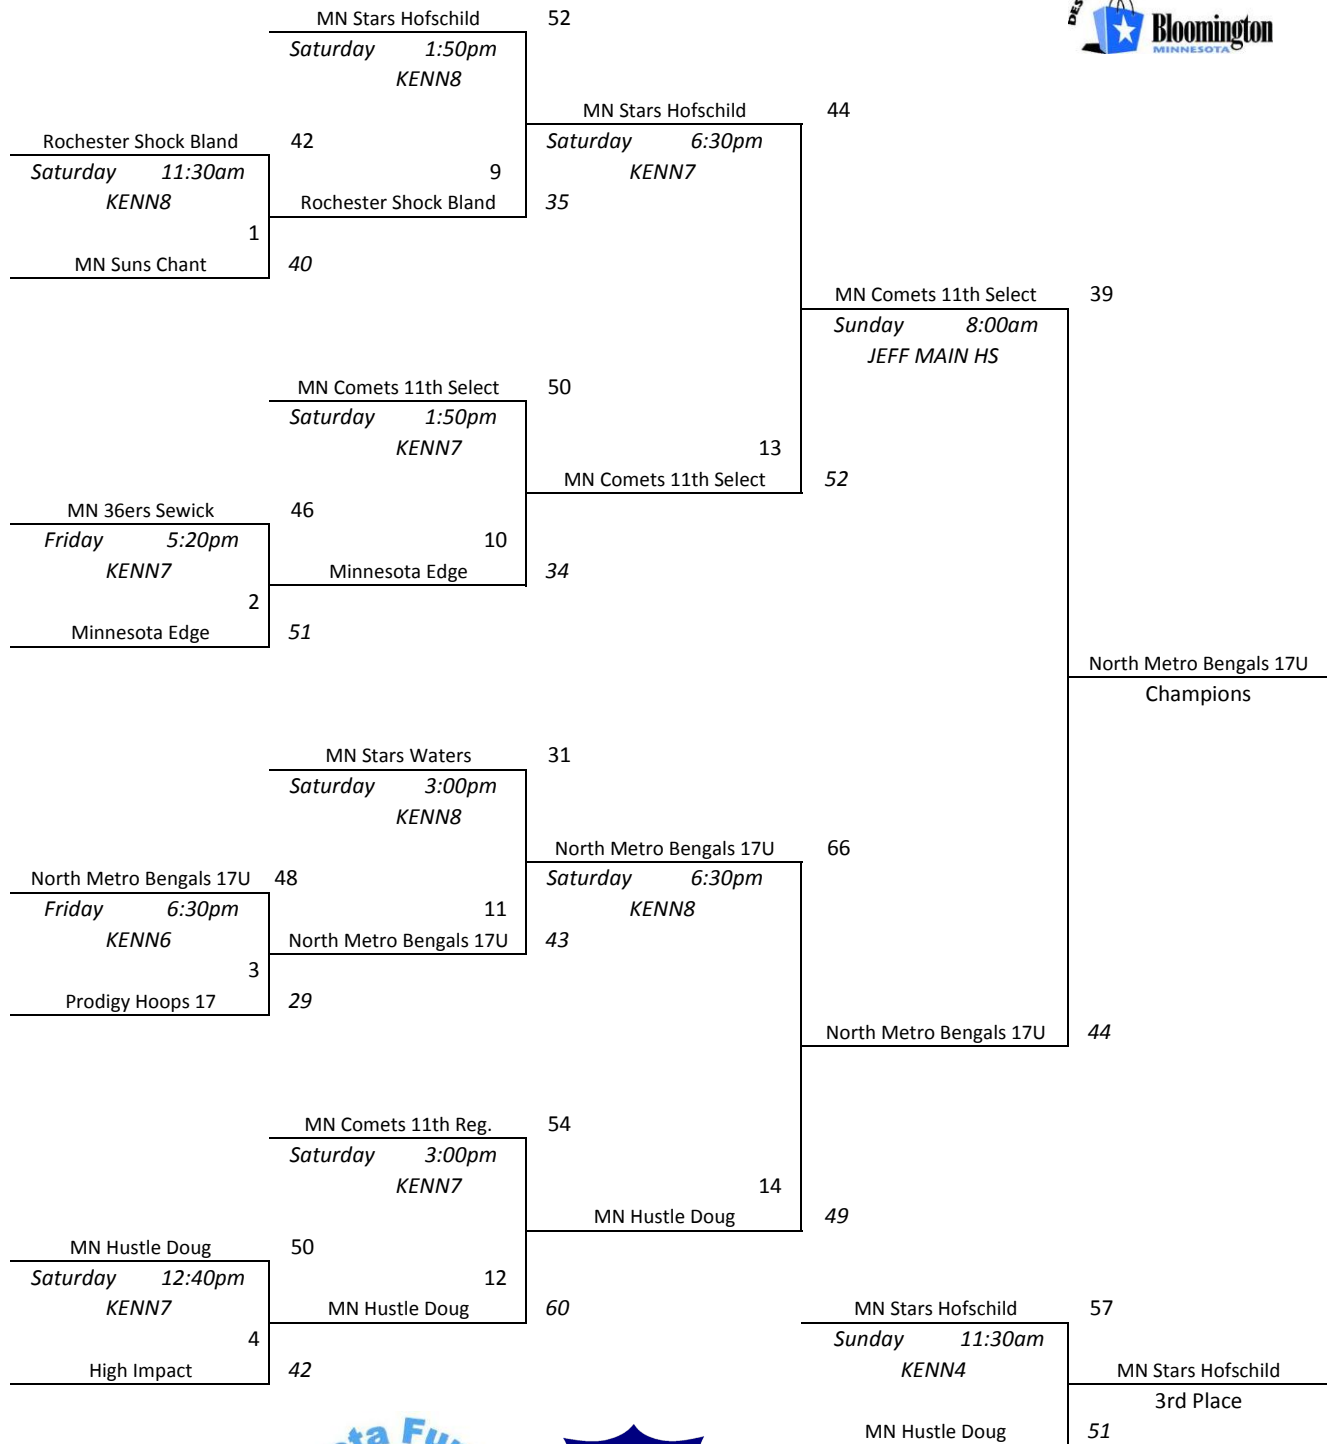 DES
Bloomington
MINNESOTA
MN Stars Hofschild 52
Saturday 1:50pm
KENN8
MN Stars Hofschild 44
Rochester Shock Bland 42
Saturday 6:30pm
Saturday 11:30am
9
KENN7
KENN8
Rochester Shock Bland 35
1
MN Suns Chant 40
MN Comets 11th Select 39
Sunday 8:00am
JEFF MAIN HS
MN Comets 11th Select 50
Saturday 1:50pm
KENN7
13
MN Comets 11th Select 52
MN 36ers Sewick 46
Friday 5:20pm
10
KENN7
Minnesota Edge 34
2
Minnesota Edge 51
North Metro Bengals 17U
Champions
MN Stars Waters 31
Saturday 3:00pm
KENN8
North Metro Bengals 17U 66
North Metro Bengals 17U 48
Saturday 6:30pm
Friday 6:30pm
11
KENN8
KENN6
North Metro Bengals 17U 43
3
Prodigy Hoops 17 29
North Metro Bengals 17U 44
MN Comets 11th Reg. 54
Saturday 3:00pm
KENN7
14
MN Hustle Doug 49
MN Hustle Doug 50
Saturday 12:40pm
12
KENN7
MN Hustle Doug 60
MN Stars Hofschild 57
4
Sunday 11:30am
High Impact 42
KENN4
MN Stars Hofschild
3rd Place
MN Hustle Doug 51